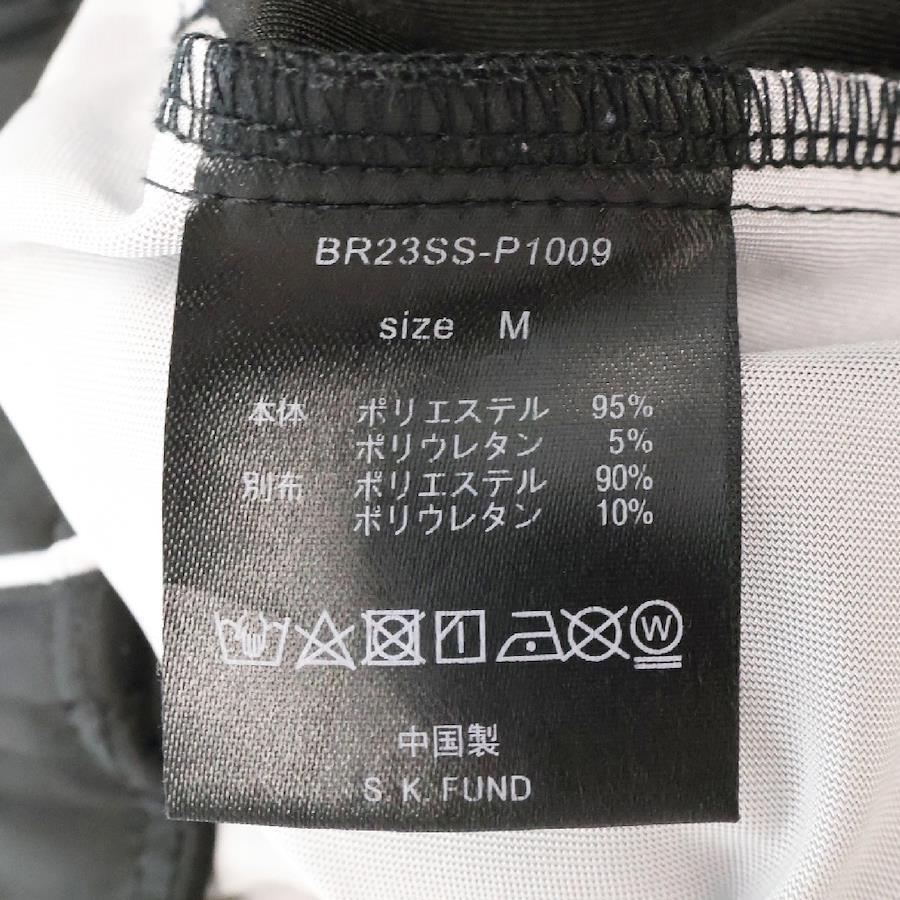 BR23SS-P1009
size M
本体 ポリエステル 95%
ポリウレタン 5%
別布 ポリエステル 90%
ポリウレタン 10%
W
中国製
S. K. FUND